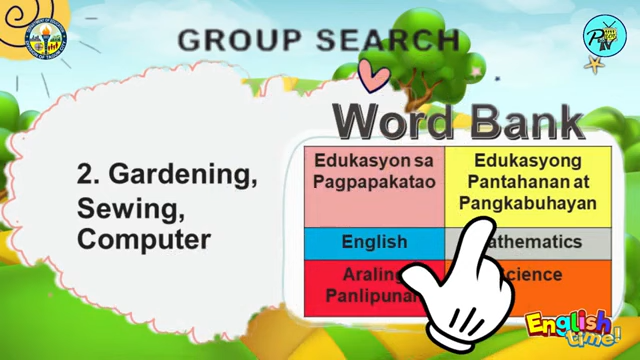 GROUP SEARCH
Word Bank
2. Gardening,
Sewing,
Computer
Edukasyon sa
Pagpapakatao
Edukasyong
Pantahanan at
Pangkabuhayan
English
athematics
Araling
Panlipunan
cience
English
time!